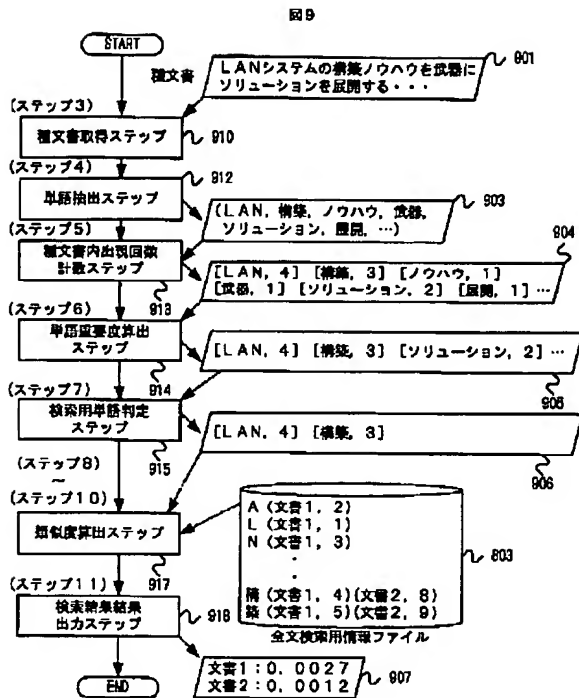 図9
START
種文書
LANシステムの構築ノウハウを武器に
ソリューションを展開する・・・
901
(ステップ3)
種文書取得ステップ
910
(ステップ4)
912
単語抽出ステップ
903
(LAN, 構築, ノウハウ, 武器,
ソリューション, 展開, …)
(ステップ5)
種文書内出現回数
計数ステップ
913
904
[LAN, 4] [構築, 3] [ノウハウ, 1]
[武器, 1] [ソリューション, 2] [展開, 1] …
(ステップ6)
単語重要度算出
ステップ
914
[LAN, 4] [構築, 3] [ソリューション, 2] …
905
(ステップ7)
検索用単語判定
ステップ
915
[LAN, 4] [構築, 3]
906
(ステップ8)
~
(ステップ10)
類似度算出ステップ
917
A (文書1, 2)
L (文書1, 1)
N (文書1, 3)
・
・
構 (文書1, 4)(文書2, 8)
築 (文書1, 5)(文書2, 9)
803
全文検索用情報ファイル
(ステップ11)
検索結果結果
出力ステップ
918
END
文書1:0, 0027
文書2:0, 0012
907